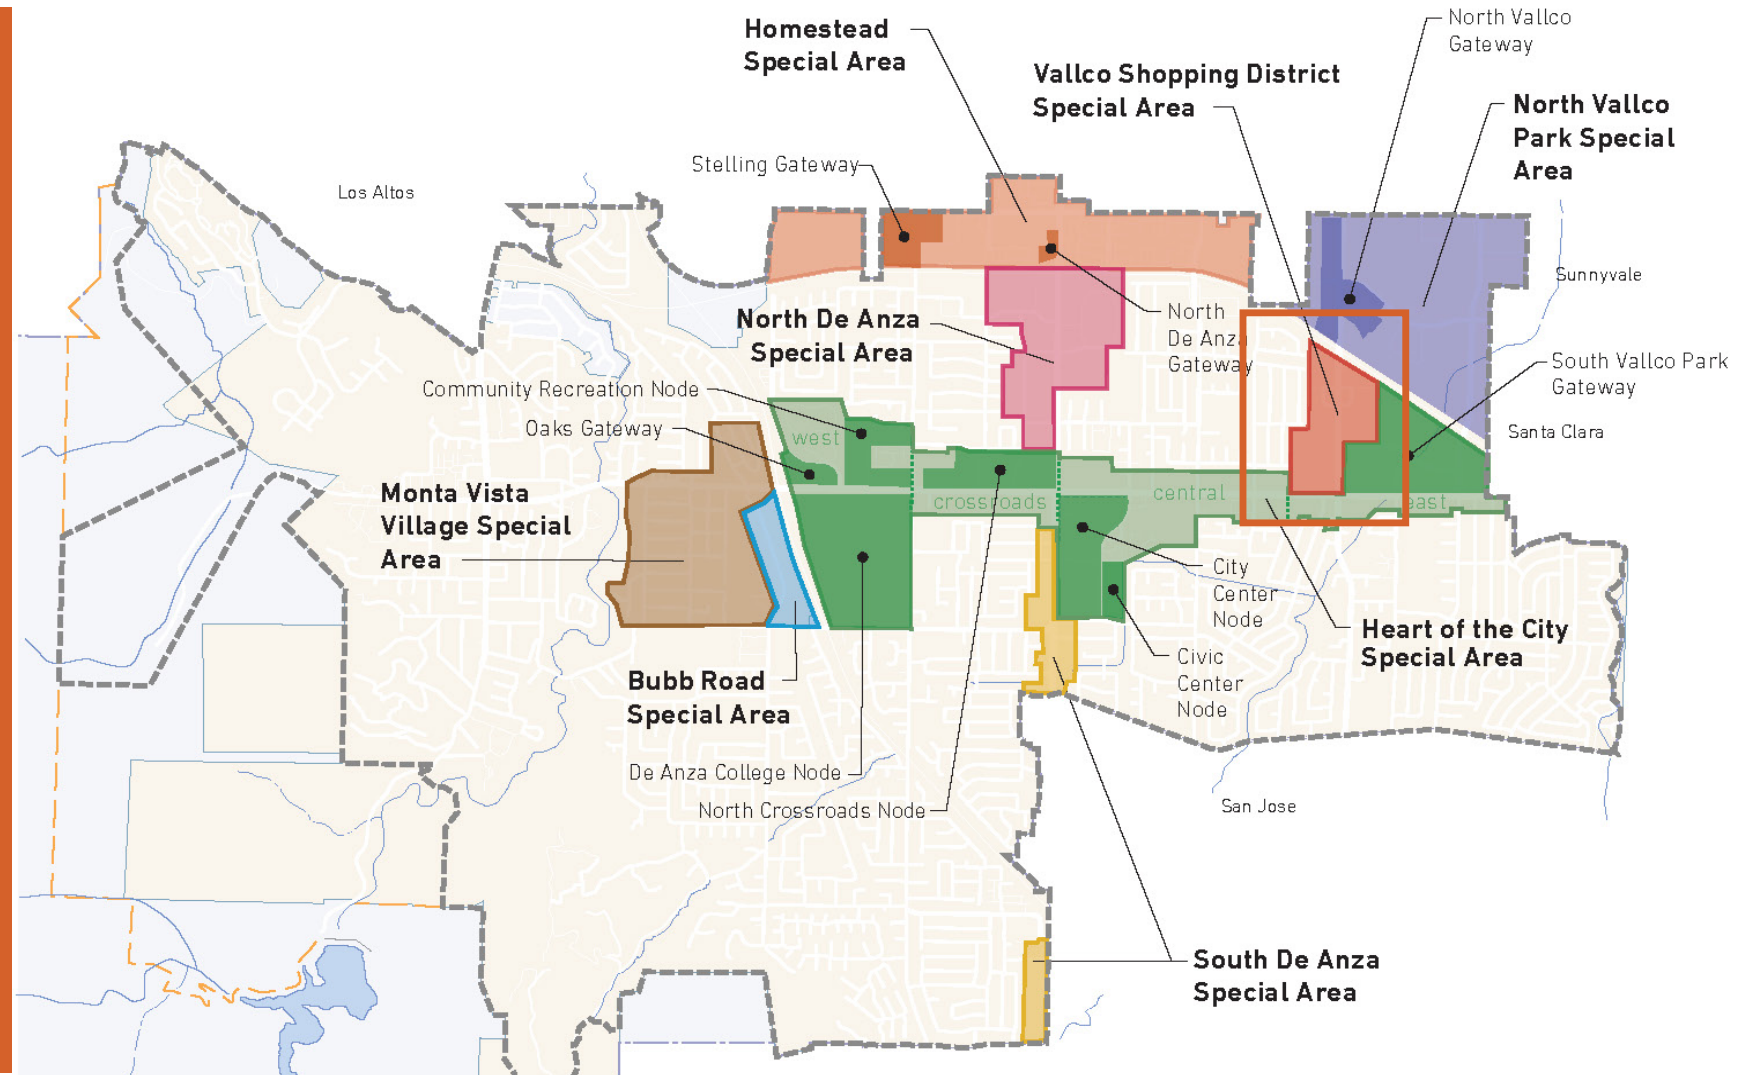 Homestead
Special Area
North Vallco
Gateway
Vallco Shopping District
Special Area
North Vallco
Park Special
Area
Stelling Gateway
Los Altos
Sunnyvale
North De Anza
Special Area
North
De Anza
Gateway
South Vallco Park
Gateway
Community Recreation Node
Oaks Gateway
west
Santa Clara
Monta Vista
Village Special
Area
crossroads
central
east
City
Center
Node
Heart of the City
Special Area
Civic
Center
Node
Bubb Road
Special Area
De Anza College Node
North Crossroads Node
San Jose
South De Anza
Special Area